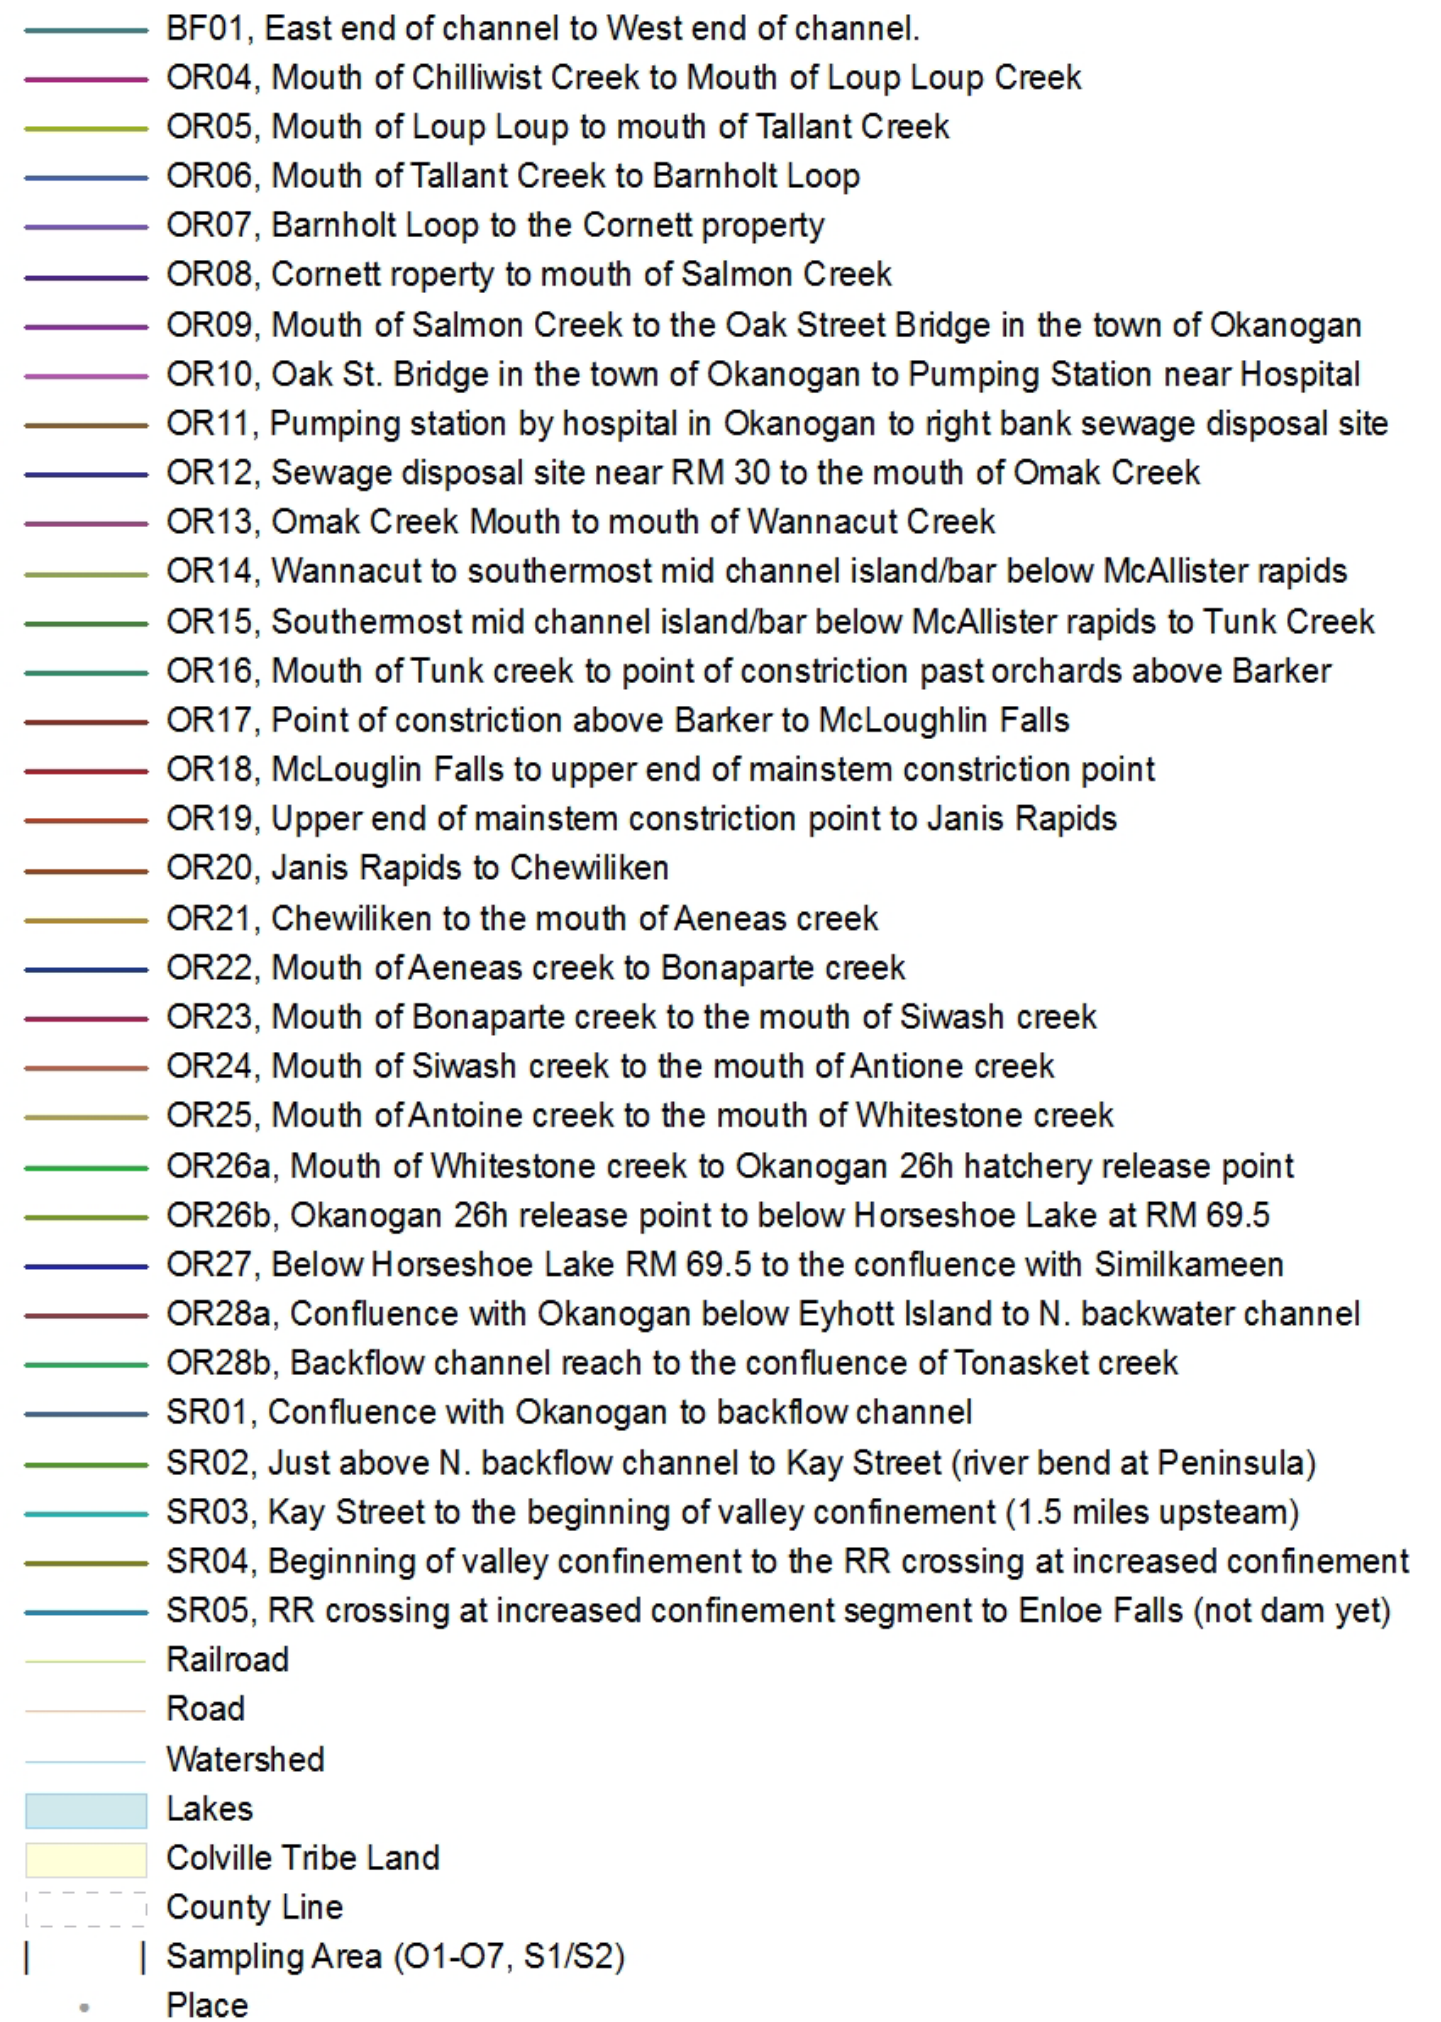 BF01, East end of channel to West end of channel.
OR04, Mouth of Chilliwist Creek to Mouth of Loup Loup Creek
OR05, Mouth of Loup Loup to mouth of Tallant Creek
OR06, Mouth of Tallant Creek to Barnholt Loop
OR07, Barnholt Loop to the Cornett property
OR08, Cornett roperty to mouth of Salmon Creek
OR09, Mouth of Salmon Creek to the Oak Street Bridge in the town of Okanogan
OR10, Oak St. Bridge in the town of Okanogan to Pumping Station near Hospital
OR11, Pumping station by hospital in Okanogan to right bank sewage disposal site
OR12, Sewage disposal site near RM 30 to the mouth of Omak Creek
OR13, Omak Creek Mouth to mouth of Wannacut Creek
OR14, Wannacut to southermost mid channel island/bar below McAllister rapids
OR15, Southermost mid channel island/bar below McAllister rapids to Tunk Creek
OR16, Mouth of Tunk creek to point of constriction past orchards above Barker
OR17, Point of constriction above Barker to McLoughlin Falls
OR18, McLouglin Falls to upper end of mainstem constriction point
OR19, Upper end of mainstem constriction point to Janis Rapids
OR20, Janis Rapids to Chewiliken
OR21, Chewiliken to the mouth of Aeneas creek
OR22, Mouth of Aeneas creek to Bonaparte creek
OR23, Mouth of Bonaparte creek to the mouth of Siwash creek
OR24, Mouth of Siwash creek to the mouth of Antione creek
OR25, Mouth of Antoine creek to the mouth of Whitestone creek
OR26a, Mouth of Whitestone creek to Okanogan 26h hatchery release point
OR26b, Okanogan 26h release point to below Horseshoe Lake at RM 69.5
OR27, Below Horseshoe Lake RM 69.5 to the confluence with Similkameen
OR28a, Confluence with Okanogan below Eyhott Island to N. backwater channel
OR28b, Backflow channel reach to the confluence of Tonasket creek
SR01, Confluence with Okanogan to backflow channel
SR02, Just above N. backflow channel to Kay Street (river bend at Peninsula)
SR03, Kay Street to the beginning of valley confinement (1.5 miles upsteam)
SR04, Beginning of valley confinement to the RR crossing at increased confinement
SR05, RR crossing at increased confinement segment to Enloe Falls (not dam yet)
Railroad
Road
Watershed
Lakes
Colville Tribe Land
County Line
Sampling Area (O1-O7, S1/S2)
Place